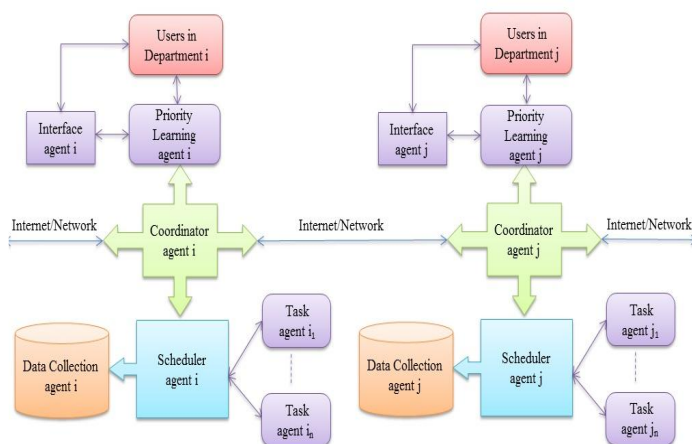 Users in
Department i
Users in
Department j
Interface
agent i
Priority
Learning
agent i
Interface
agent j
Priority
Learning
agent j
Internet/Network
Coordinator
agent i
Internet/Network
Coordinator
agent j
Internet/Network
Data Collection
agent i
Scheduler
agent i
Task
agent i₁
Task
agent iₙ
Data Collection
agent j
Scheduler
agent j
Task
agent j₁
Task
agent jₙ